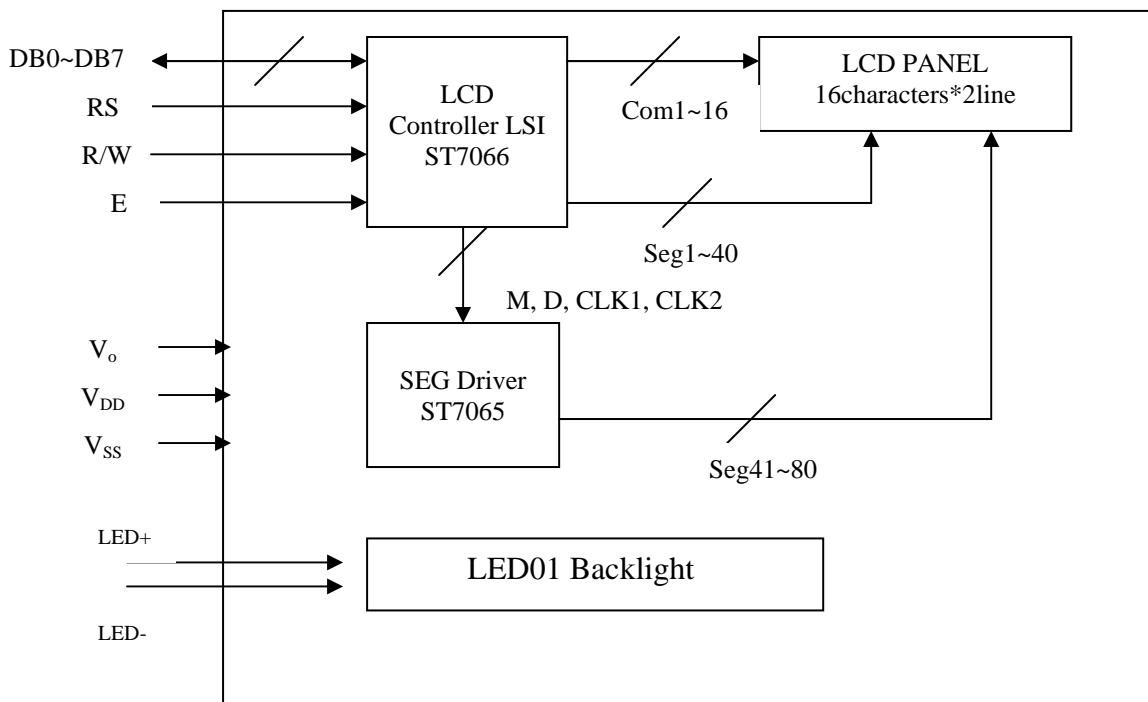 DB0~DB7
RS
R/W
E
LCD
Controller LSI
ST7066
Com1~16
LCD PANEL
16characters*2line
Seg1~40
M, D, CLK1, CLK2
Vo
VDD
VSS
SEG Driver
ST7065
Seg41~80
LED+
LED-
LED01 Backlight